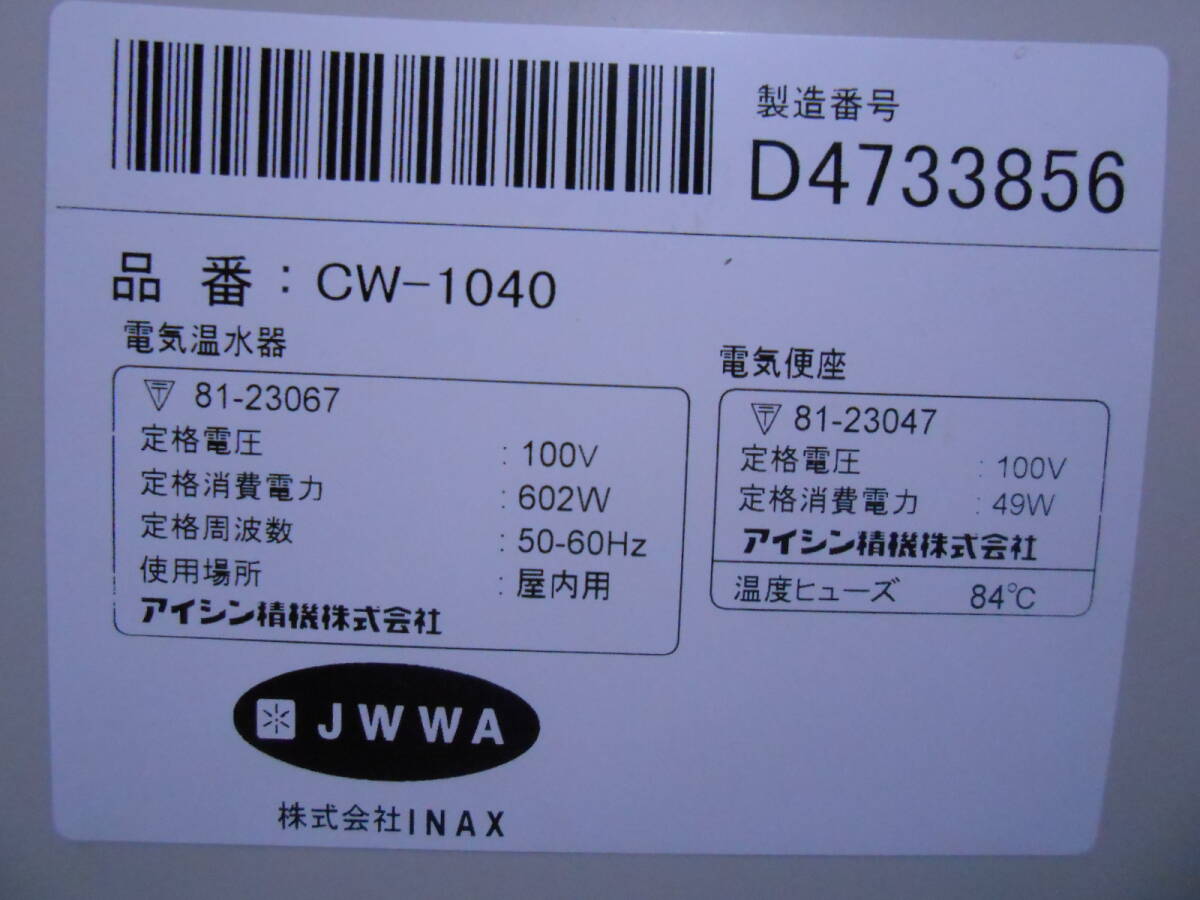 製造番号
D4733856
品 番 : CW-1040
電気温水器
〒 81-23067
定格電圧 : 100V
定格消費電力 : 602W
定格周波数 : 50-60Hz
使用場所 : 屋内用
アイシン精機株式会社
電気便座
〒 81-23047
定格電圧 : 100V
定格消費電力 : 49W
アイシン精機株式会社
温度ヒューズ 84℃
JWWA
株式会社INAX